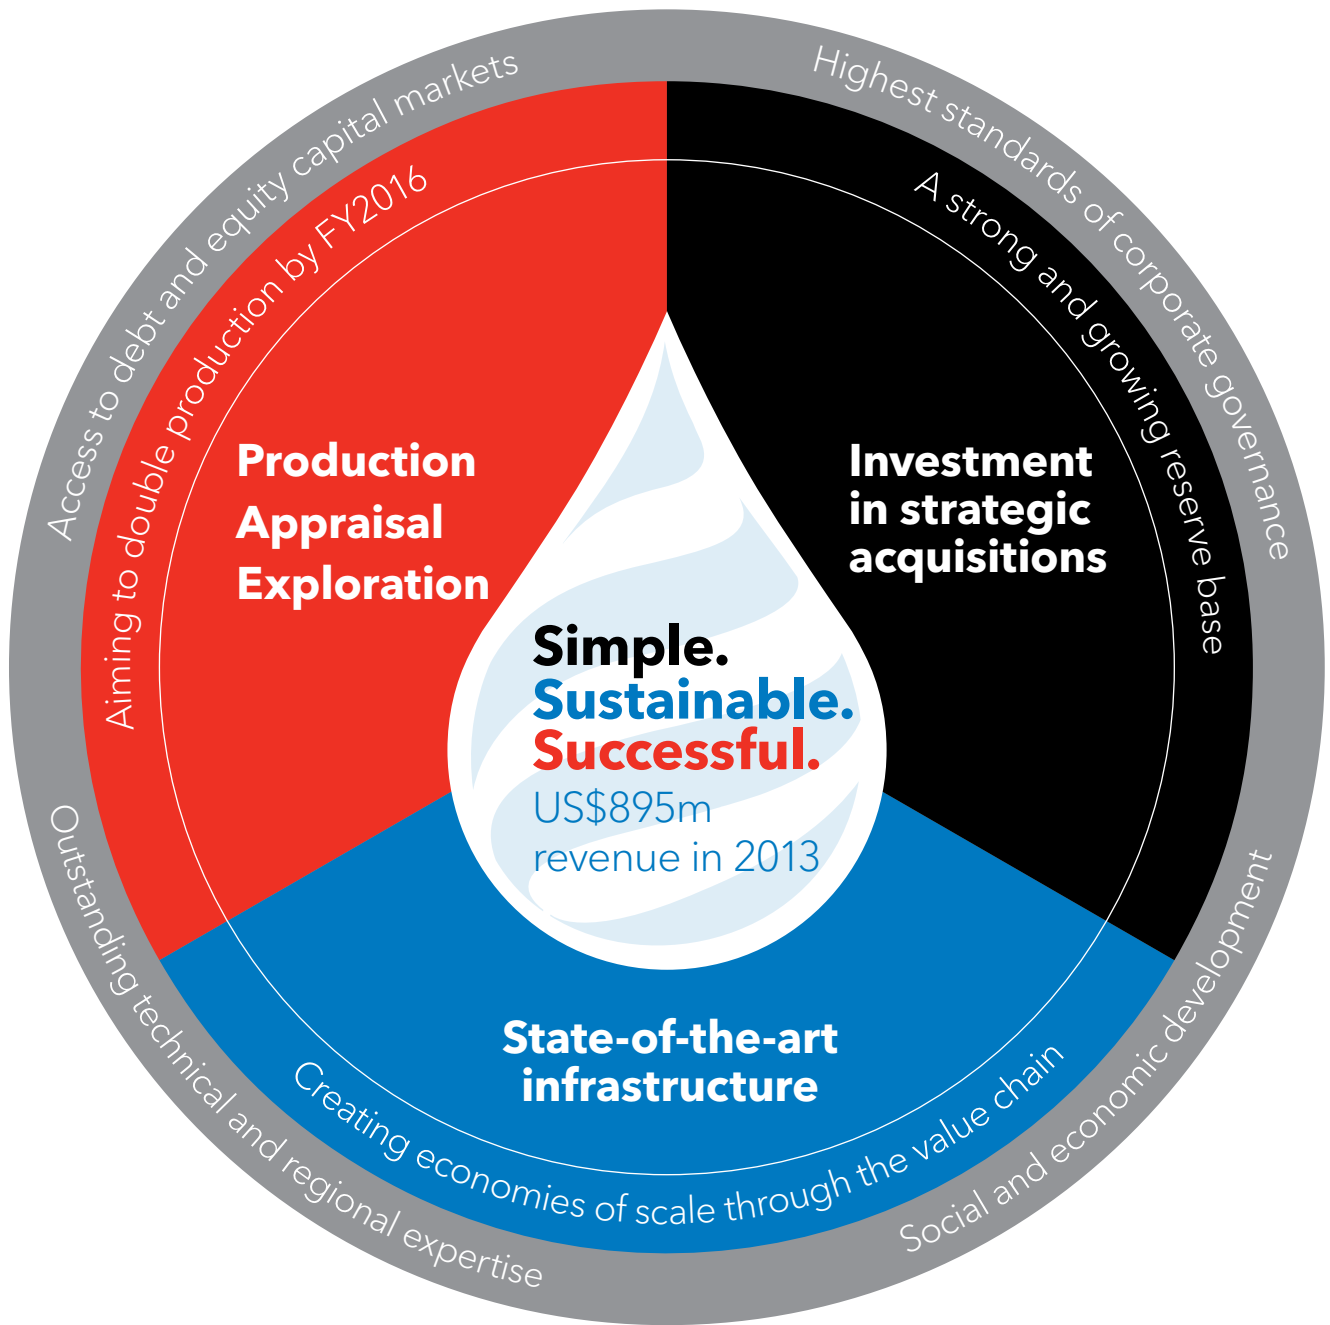 Access to debt and equity capital markets
Highest standards of corporate governance
Aiming to double production by FY2016
A strong and growing reserve base
Production
Appraisal
Exploration
Investment
in strategic
acquisitions
Simple.
Sustainable.
Successful.
US$895m
revenue in 2013
State-of-the-art
infrastructure
Creating economies of scale through the value chain
Outstanding technical and regional expertise
Social and economic development